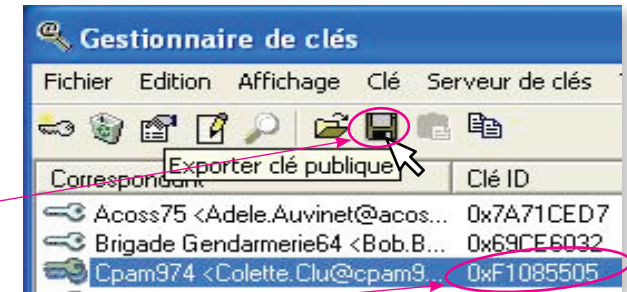 Gestionnaire de clés
Fichier Edition Affichage Clé Serveur de clés
Exporter clé publique
Correspondant Clé ID
Acoss75 <Adele.Auvinet@acos... 0x7A71CED7
Brigade Gendarmerie64 <Bob.B... 0x69CE6032
Cpam974 <Colette.Clu@cpam9... 0xF1085505